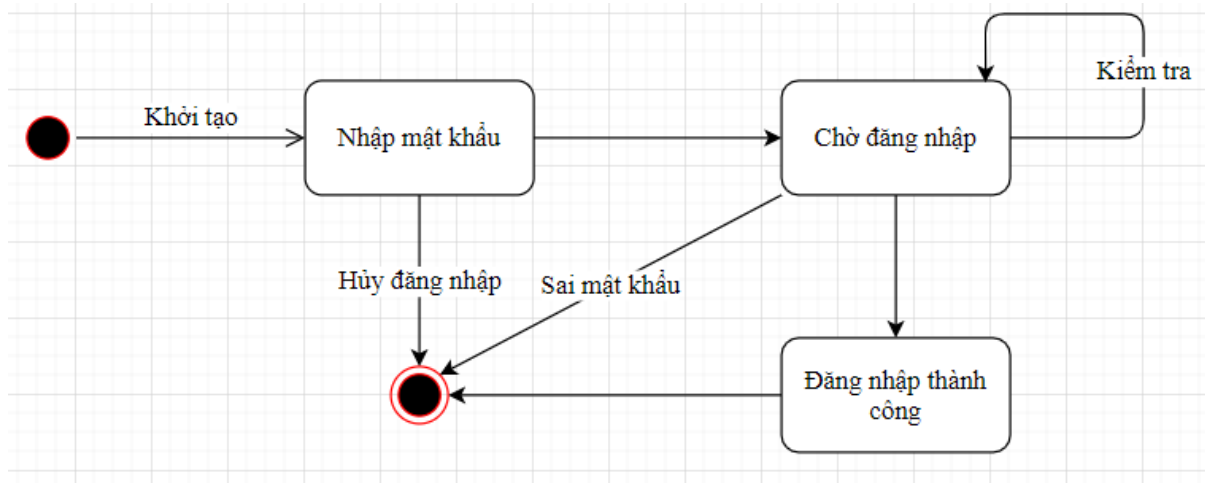 Khởi tạo
Nhập mật khẩu
Chờ đăng nhập
Kiểm tra
Hủy đăng nhập
Sai mật khẩu
Đăng nhập thành
công